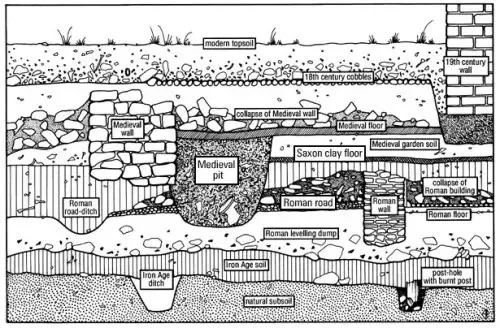 modern topsoil
19th century
wall
18th century cobbles
collapse of Medieval wall
Medieval
wall
Medieval floor
Medieval garden soil
Saxon clay floor
Medieval
pit
collapse of
Roman building
Roman
road-ditch
Roman road
Roman
wall
Roman floor
Roman levelling dump
Iron Age soil
Iron Age
ditch
post-hole
with burnt post
natural subsoil